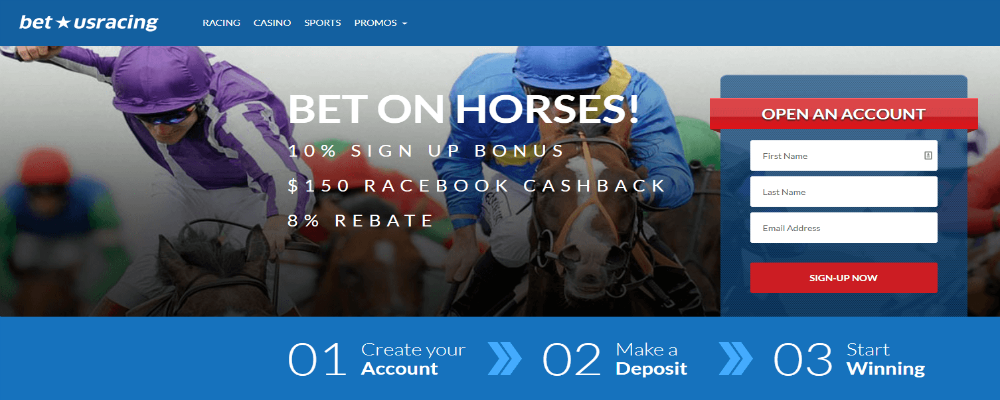 bet★usracing
RACING CASINO SPORTS PROMOS
BET ON HORSES!
10% SIGN UP BONUS
$150 RACEBOOK CASHBACK
8% REBATE
OPEN AN ACCOUNT
First Name
Last Name
Email Address
SIGN-UP NOW
01 Create your
Account
02 Make a
Deposit
03 Start
Winning